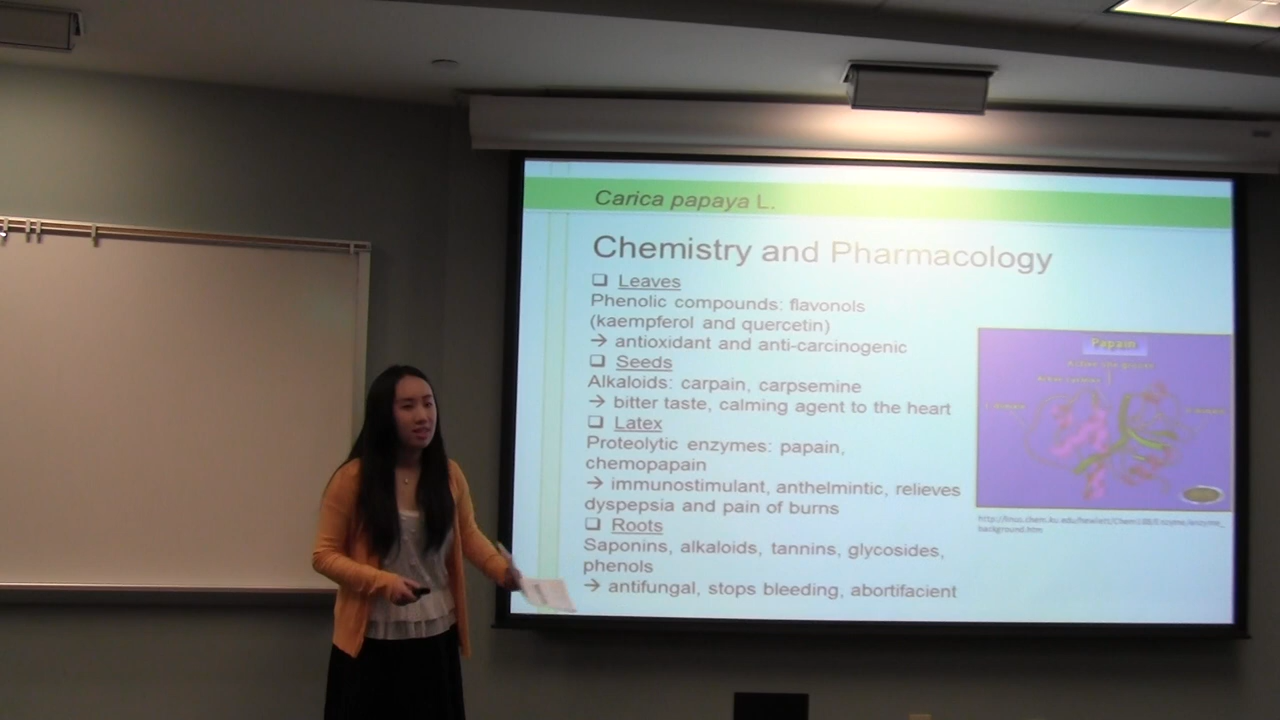 Carica papaya L.
Chemistry and Pharmacology
❑ Leaves
Phenolic compounds: flavonols
(kaempferol and quercetin)
→ antioxidant and anti-carcinogenic
❑ Seeds
Alkaloids: carpain, carpsemine
→ bitter taste, calming agent to the heart
❑ Latex
Proteolytic enzymes: papain,
chemopapain
→ immunostimulant, anthelmintic, relieves
dyspepsia and pain of burns
❑ Roots
Saponins, alkaloids, tannins, glycosides,
phenols
→ antifungal, stops bleeding, abortifacient
Papain
background.htm